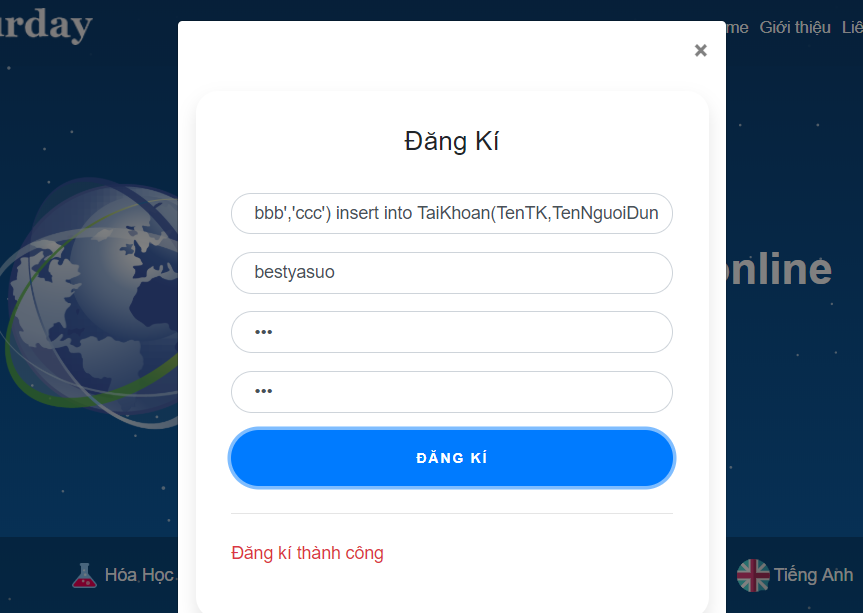 urday
me Giới thiệu Liê
×
Đăng Kí
bbb','ccc') insert into TaiKhoan(TenTK,TenNguoiDun
bestyasuo
•••
•••
ĐĂNG KÍ
Đăng kí thành công
nline
Hóa Học
Tiếng Anh